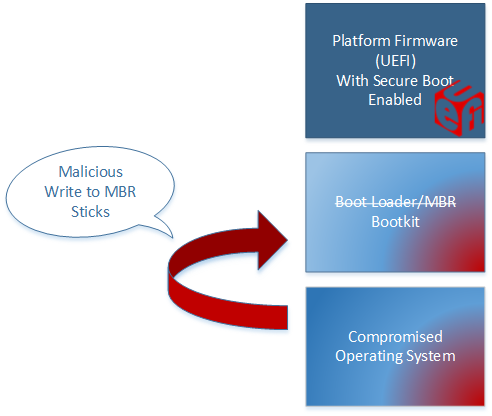 Platform Firmware
(UEFI)
With Secure Boot
Enabled
Malicious
Write to MBR
Sticks
Boot Loader/MBR
Bootkit
Compromised
Operating System